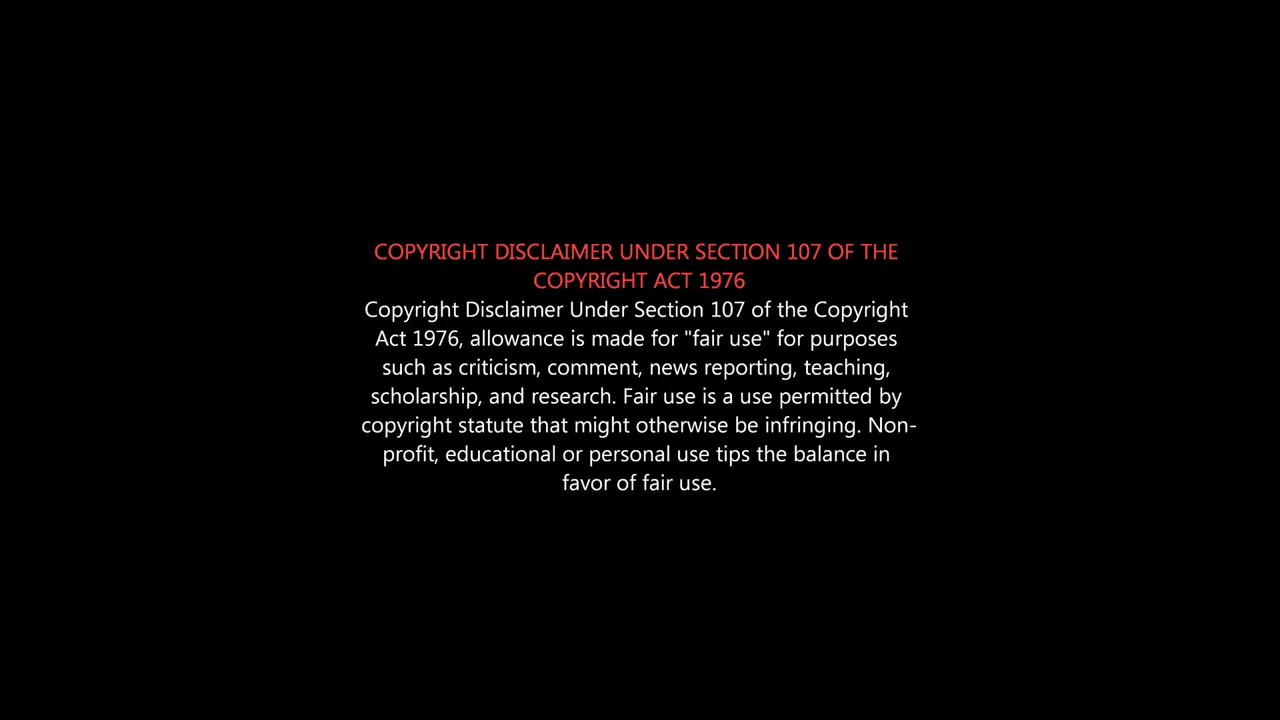 COPYRIGHT DISCLAIMER UNDER SECTION 107 OF THE
COPYRIGHT ACT 1976
Copyright Disclaimer Under Section 107 of the Copyright
Act 1976, allowance is made for "fair use" for purposes
such as criticism, comment, news reporting, teaching,
scholarship, and research. Fair use is a use permitted by
copyright statute that might otherwise be infringing. Non-
profit, educational or personal use tips the balance in
favor of fair use.